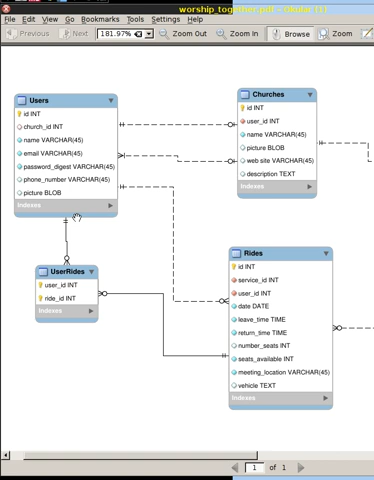 worship_together.pdf - Okular
File Edit View Go Bookmarks Tools Settings Help
Previous Next 181.97% Zoom Out Zoom In Browse Zoom
Users
id INT
church_id INT
name VARCHAR(45)
email VARCHAR(45)
password_digest VARCHAR(45)
phone_number VARCHAR(45)
picture BLOB
Indexes
Churches
id INT
user_id INT
name VARCHAR(45)
picture BLOB
web site VARCHAR(45)
description TEXT
Indexes
UserRides
user_id INT
ride_id INT
Indexes
Rides
id INT
service_id INT
user_id INT
date DATE
leave_time TIME
return_time TIME
number_seats INT
seats_available INT
meeting_location VARCHAR(45)
vehicle TEXT
Indexes
1 of 1